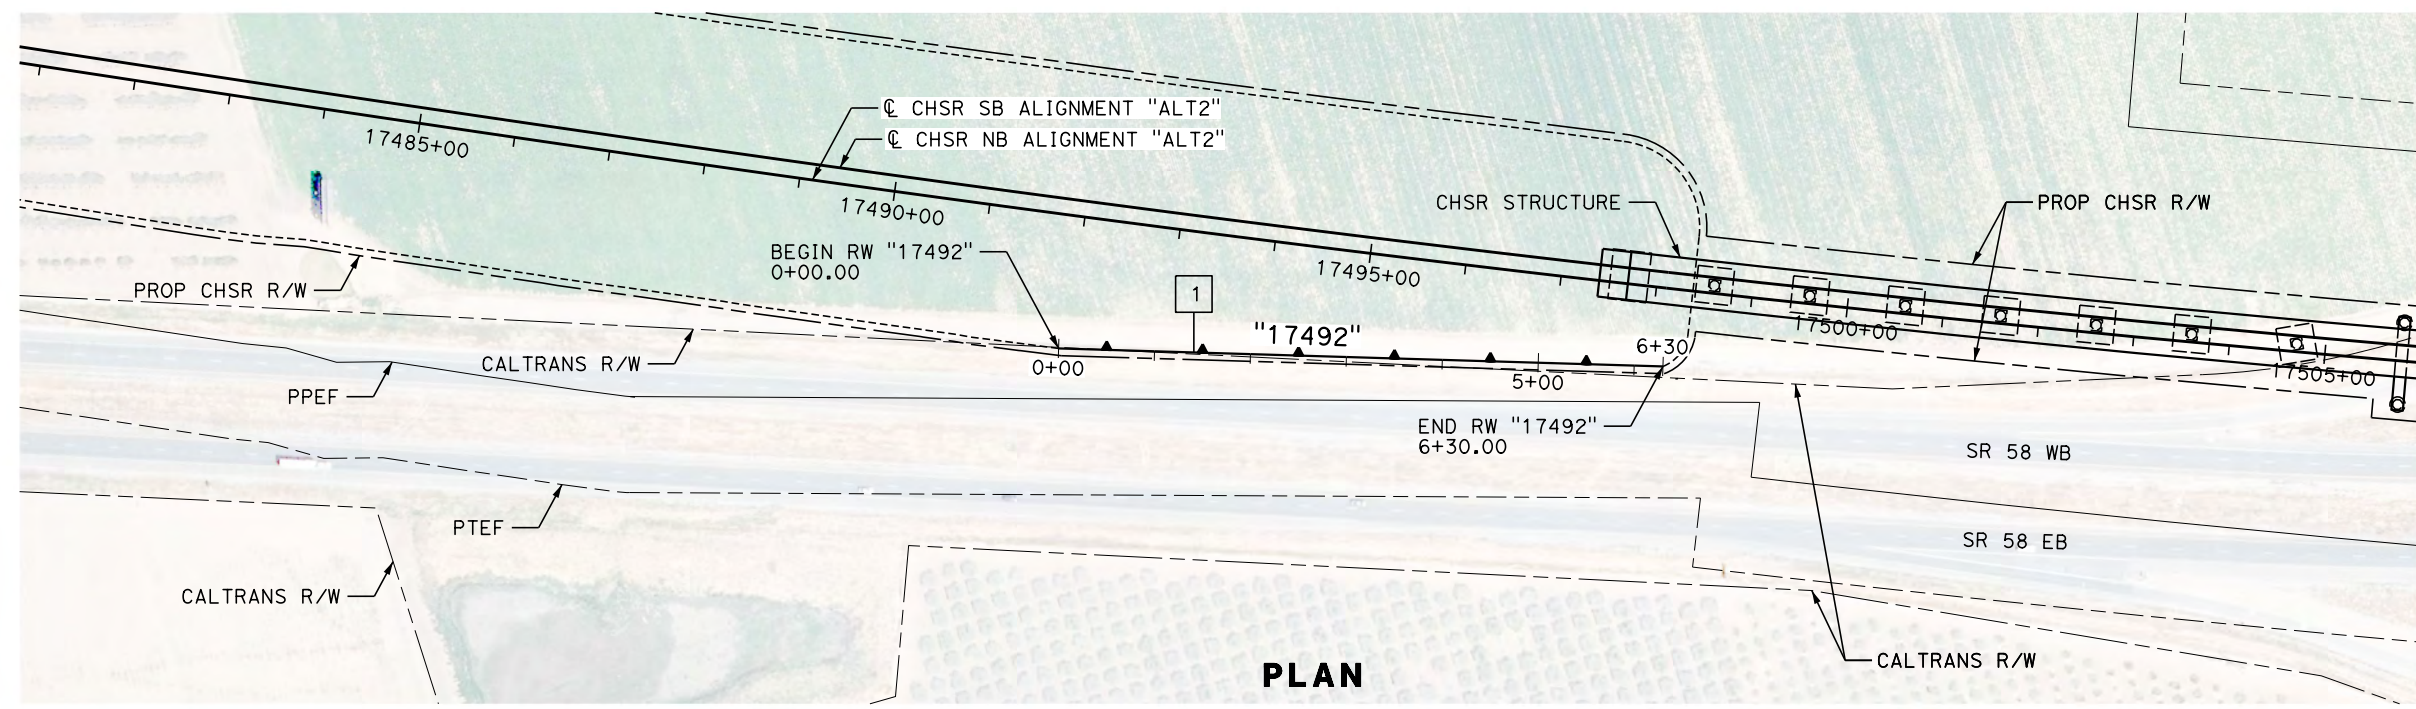 ℄ CHSR SB ALIGNMENT "ALT2"
℄ CHSR NB ALIGNMENT "ALT2"
17485+00
17490+00
CHSR STRUCTURE
PROP CHSR R/W
BEGIN RW "17492"
0+00.00
17495+00
PROP CHSR R/W
1
"17492"
17500+00
6+30
CALTRANS R/W
0+00
5+00
17505+00
PPEF
END RW "17492"
6+30.00
SR 58 WB
PTEF
SR 58 EB
CALTRANS R/W
CALTRANS R/W
PLAN